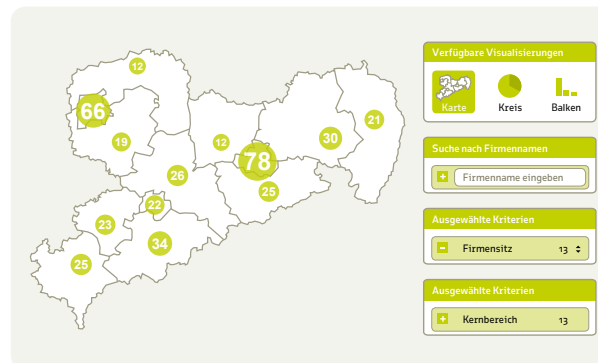 12
66
19
12
78
30
21
26
25
22
23
34
25
Verfügbare Visualisierungen
Karte
Kreis
Balken
Suche nach Firmennamen
Firmenname eingeben
Ausgewählte Kriterien
Firmensitz 13
Ausgewählte Kriterien
Kernbereich 13